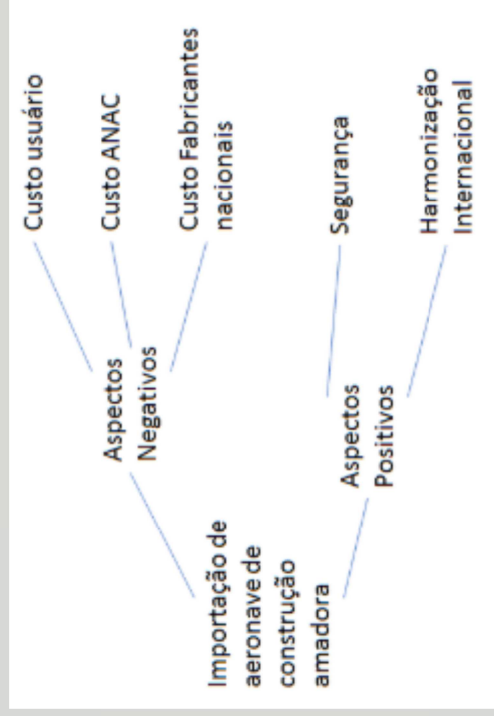 Importação de
aeronave de
construção
amadora
Aspectos
Negativos
Custo usuário
Custo ANAC
Custo Fabricantes
nacionais
Aspectos
Positivos
Segurança
Harmonização
Internacional